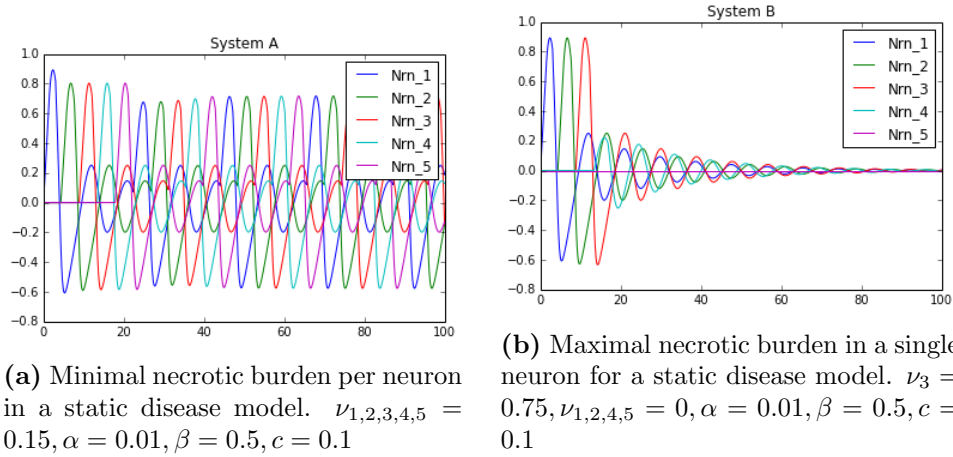 System A
1.0
0.8
0.6
0.4
0.2
0.0
−0.2
−0.4
−0.6
−0.8
0 20 40 60 80 100
Nrn_1
Nrn_2
Nrn_3
Nrn_4
Nrn_5
(a) Minimal necrotic burden per neuron
in a static disease model. ν1,2,3,4,5 =
0.15, α = 0.01, β = 0.5, c = 0.1
System B
1.0
0.8
0.6
0.4
0.2
0.0
−0.2
−0.4
−0.6
−0.8
0 20 40 60 80 100
Nrn_1
Nrn_2
Nrn_3
Nrn_4
Nrn_5
(b) Maximal necrotic burden in a single
neuron for a static disease model. ν3 =
0.75, ν1,2,4,5 = 0, α = 0.01, β = 0.5, c =
0.1